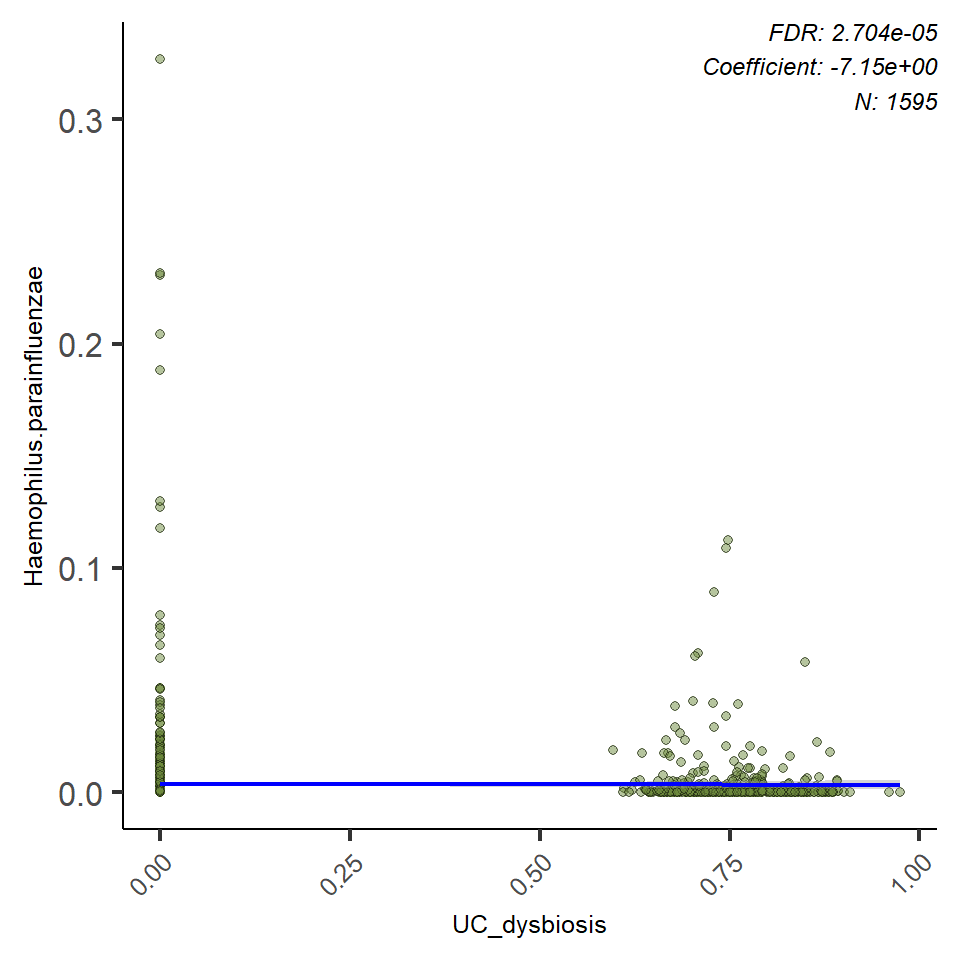 FDR: 2.704e-05
Coefficient: -7.15e+00
N: 1595
Haemophilus.parainfluenzae
0.3
0.2
0.1
0.0
0.00
0.25
0.50
0.75
1.00
UC_dysbiosis